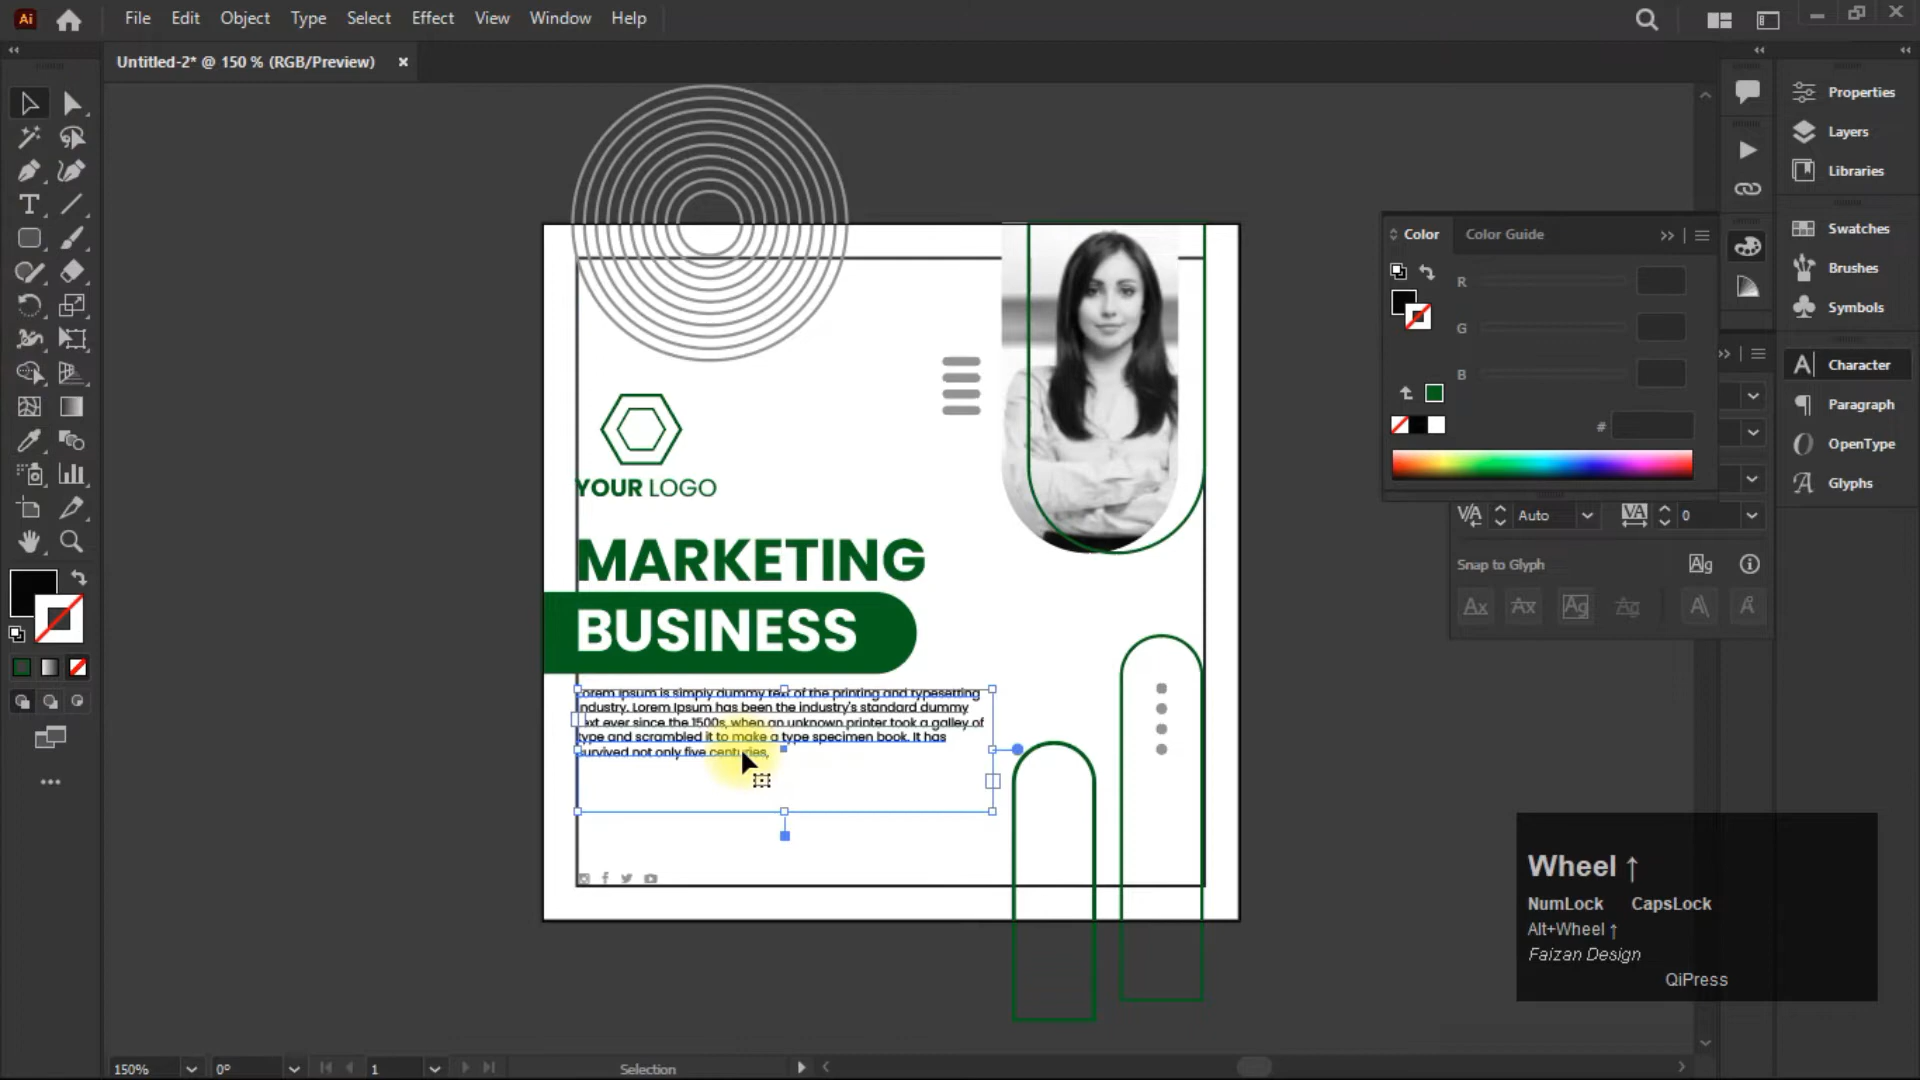 Ai
File Edit Object Type Select Effect View Window Help
Untitled-2* @ 150 % (RGB/Preview) ×
Properties
Layers
Libraries
Swatches
Brushes
Symbols
Character
Paragraph
OpenType
Glyphs
Color Color Guide
R
G
B
#
Auto 0
Snap to Glyph
YOUR LOGO
MARKETING
BUSINESS
Lorem Ipsum is simply dummy text of the printing and typesetting
industry. Lorem Ipsum has been the industry's standard dummy
text ever since the 1500s, when an unknown printer took a galley of
type and scrambled it to make a type specimen book. It has
survived not only five centuries,
Wheel ↑
NumLock CapsLock
Alt+Wheel ↑
Faizan Design
QiPress
150% 0° 1 Selection